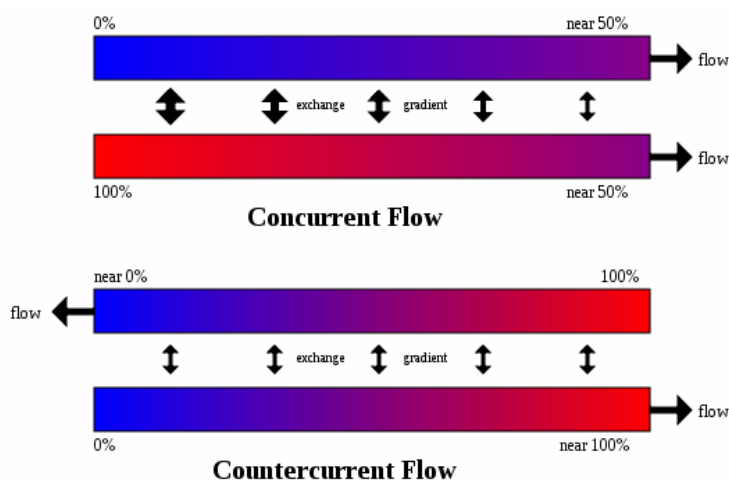 0% near 50%
flow
exchange gradient
flow
100% near 50%
Concurrent Flow
near 0% 100%
flow
exchange gradient
flow
0% near 100%
Countercurrent Flow